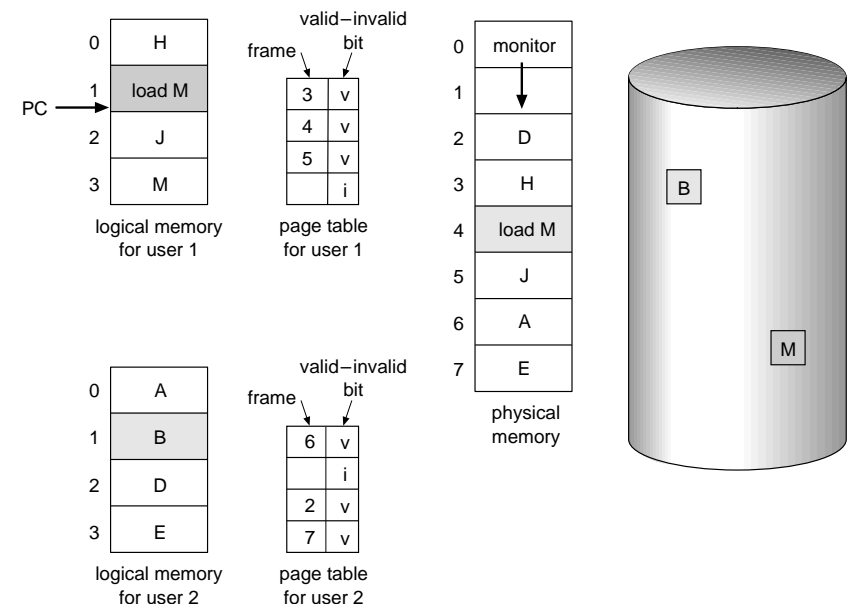 valid–invalid
frame bit
0 H
1 load M
PC
2 J
3 M
3 v
4 v
5 v
i
logical memory
for user 1
page table
for user 1
0 monitor
1
2 D
3 H
4 load M
5 J
6 A
7 E
physical
memory
B
M
valid–invalid
frame bit
0 A
1 B
2 D
3 E
6 v
i
2 v
7 v
logical memory
for user 2
page table
for user 2